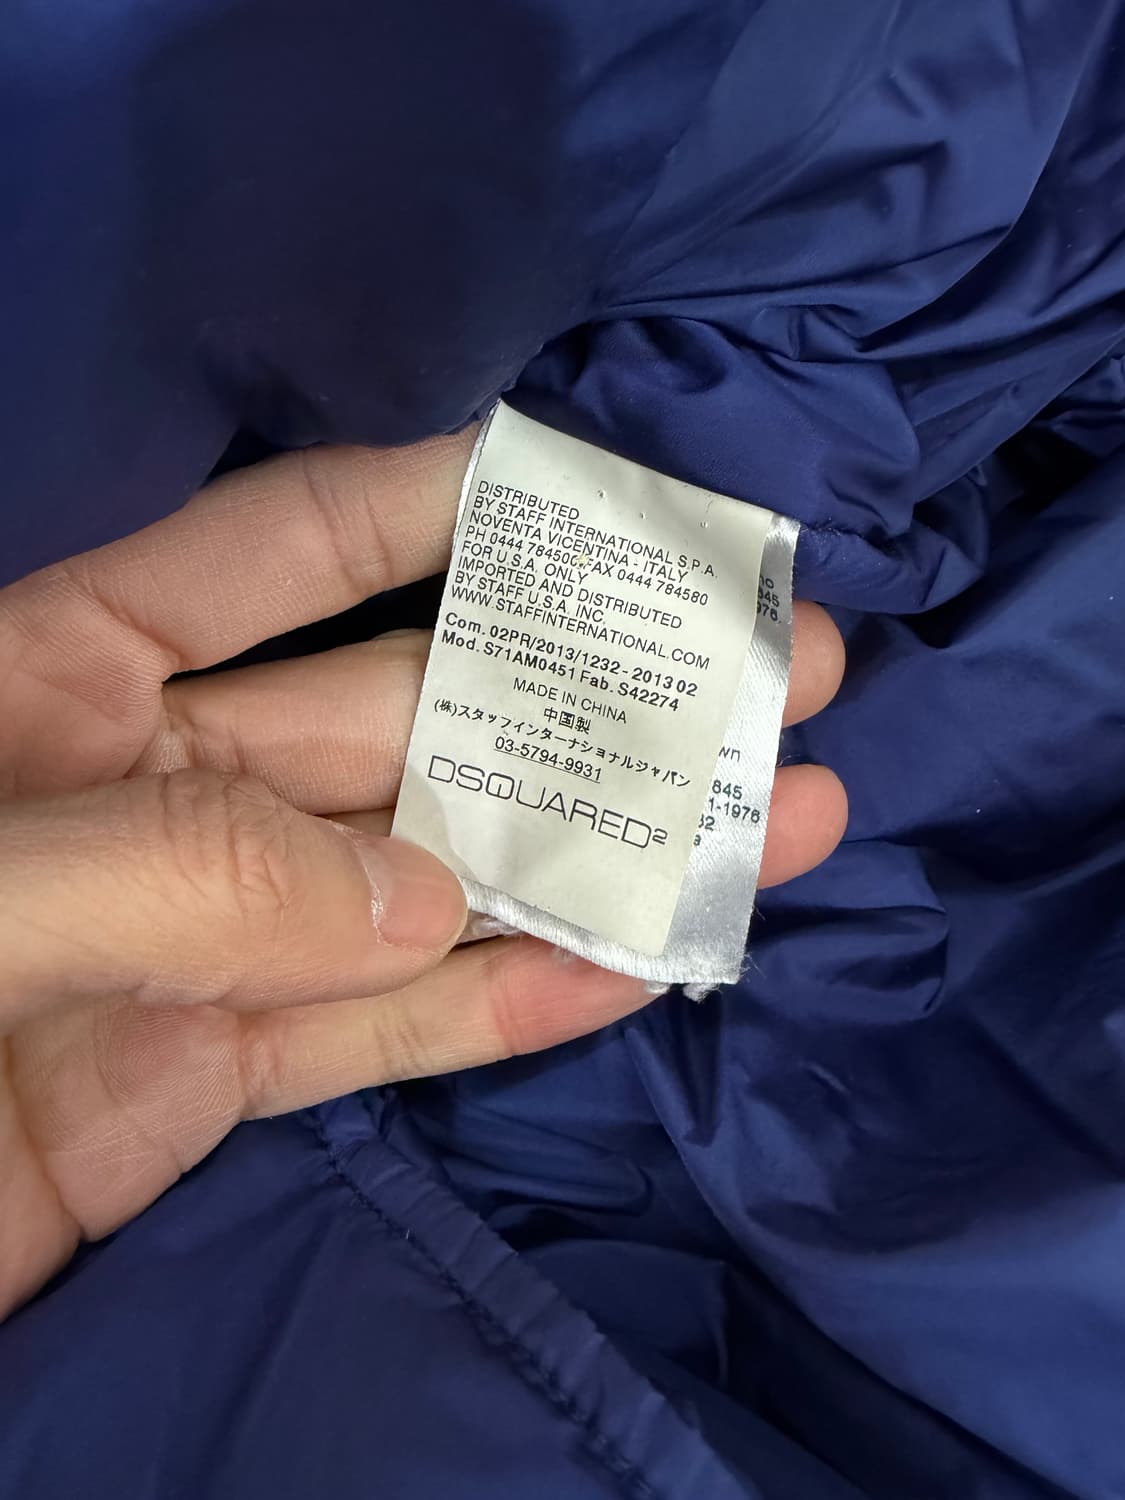 DISTRIBUTED
BY STAFF INTERNATIONAL S.P.A.
NOVENTA VICENTINA - ITALY
PH 0444 784500 FAX 0444 784580
FOR U.S.A. ONLY
IMPORTED AND DISTRIBUTED
BY STAFF U.S.A. INC.
WWW.STAFFINTERNATIONAL.COM
Com. 02PR/2013/1232-2013 02
Mod. S71AM0451 Fab. S42274
MADE IN CHINA
中国製
(株)スタッフインターナショナルジャパン
03-5794-9931
DSQUARED2
845
1-1976